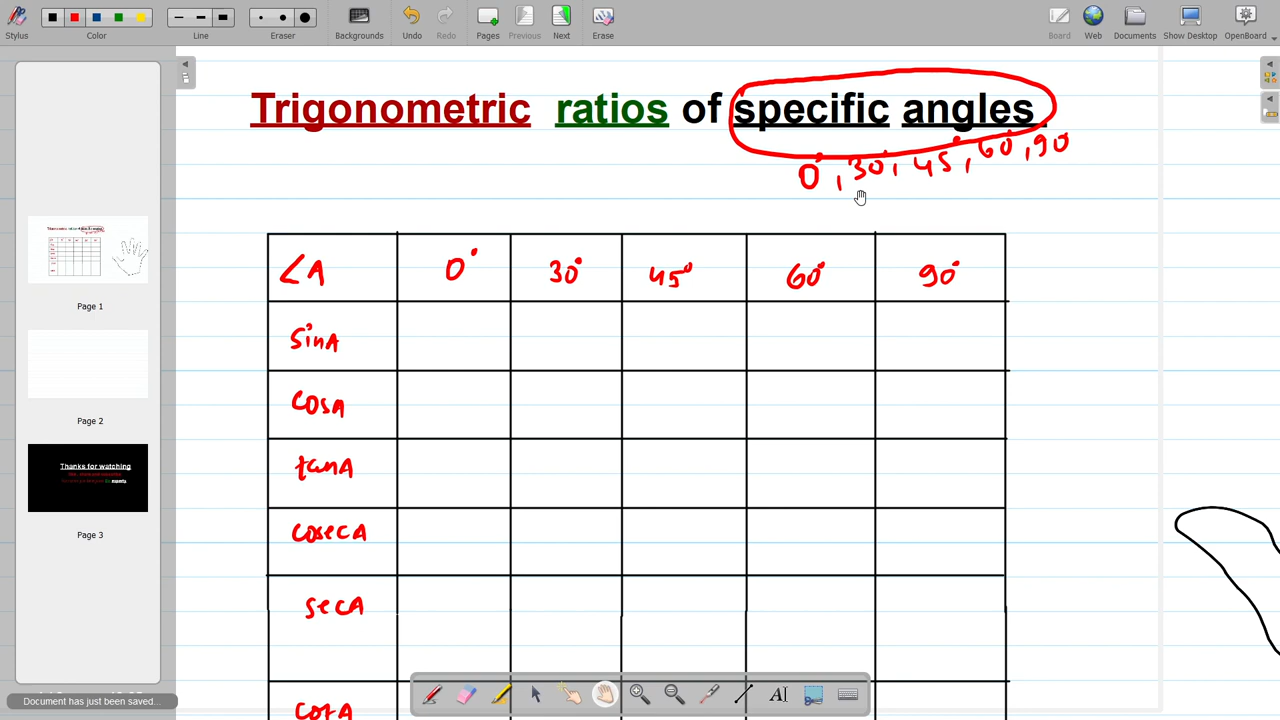 Stylus Color Line Eraser Backgrounds Undo Redo Pages Previous Next Erase Board Web Documents Show Desktop OpenBoard
Trigonometric ratios of specific angles
0°, 30°, 45°, 60°, 90°
∠A 0° 30° 45° 60° 90°
sinA
cosA
tanA
cosecA
secA
cotA
Page 1
Page 2
Thanks for watching
Page 3
Document has just been saved...
AI